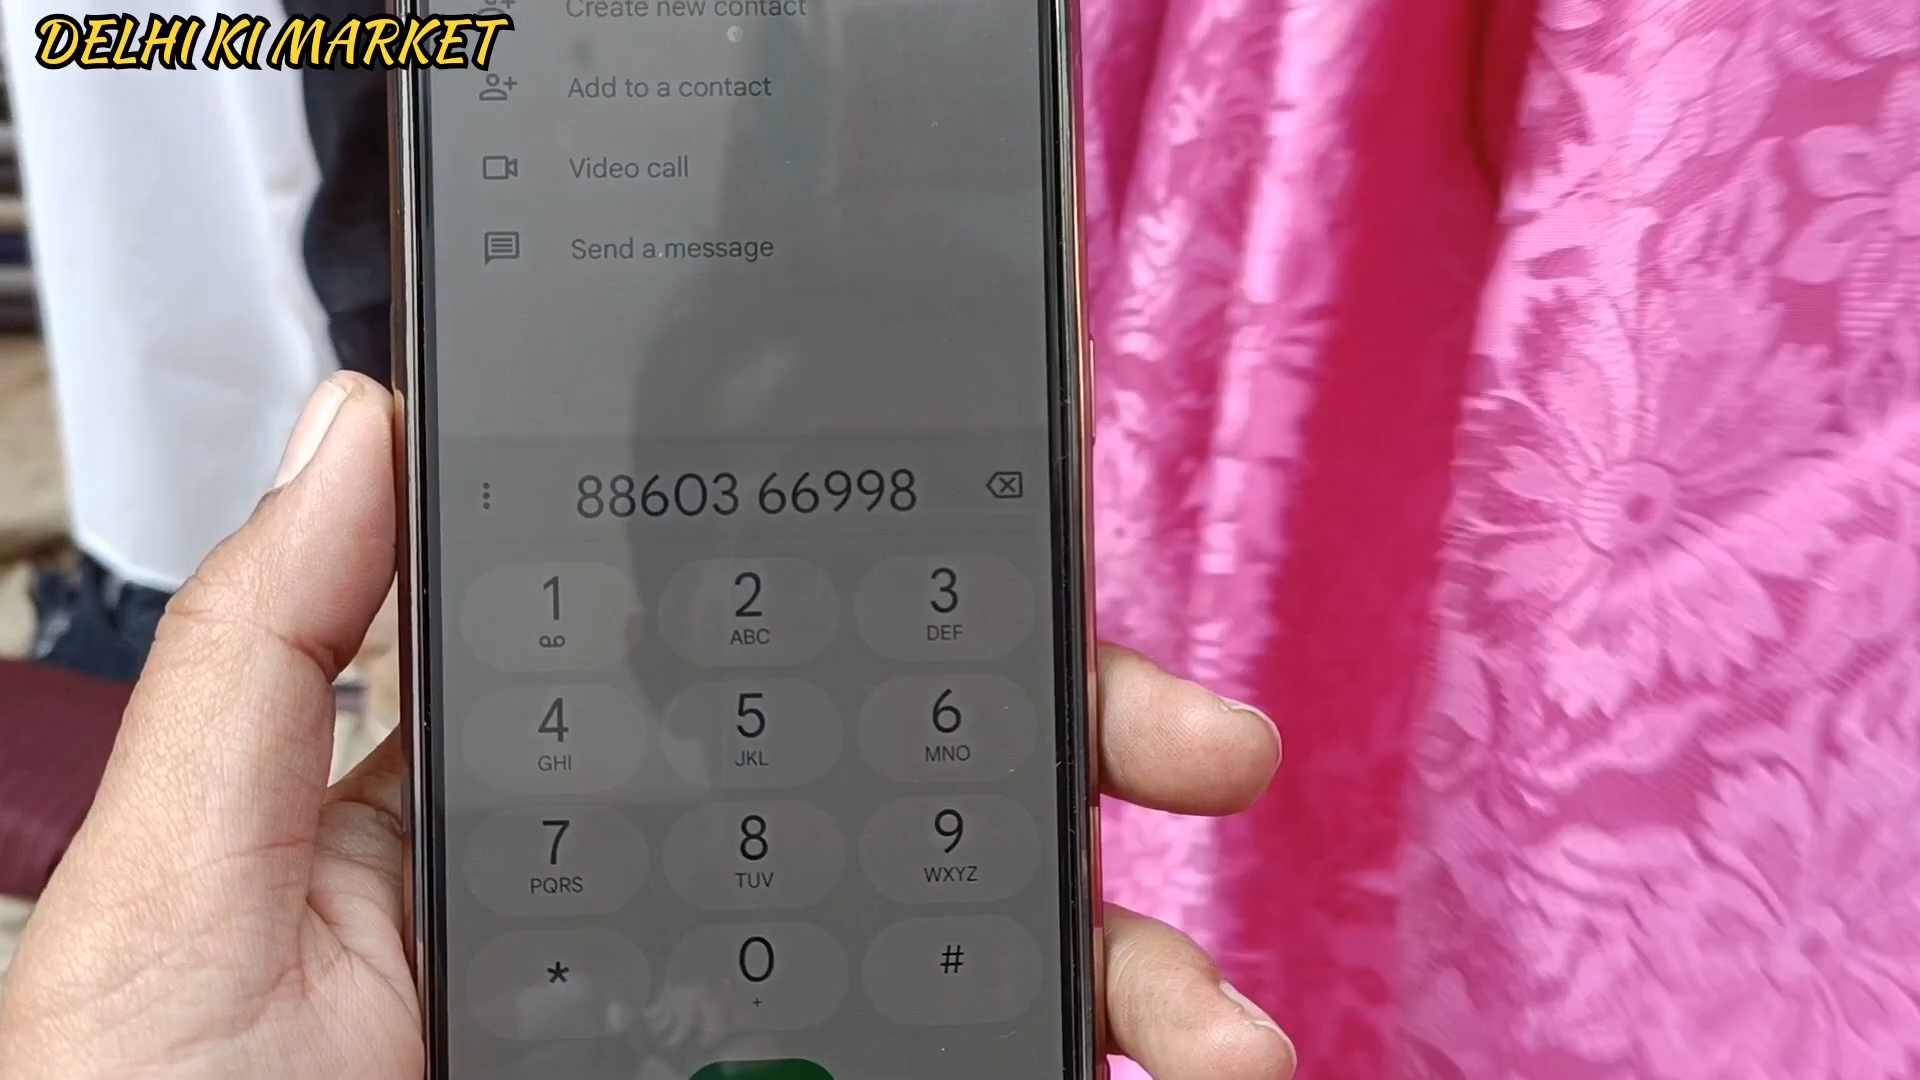 DELHI KI MARKET
Create new contact
Add to a contact
Video call
Send a message
88603 66998
1
2
ABC
3
DEF
4
GHI
5
JKL
6
MNO
7
PQRS
8
TUV
9
WXYZ
*
0
+
#